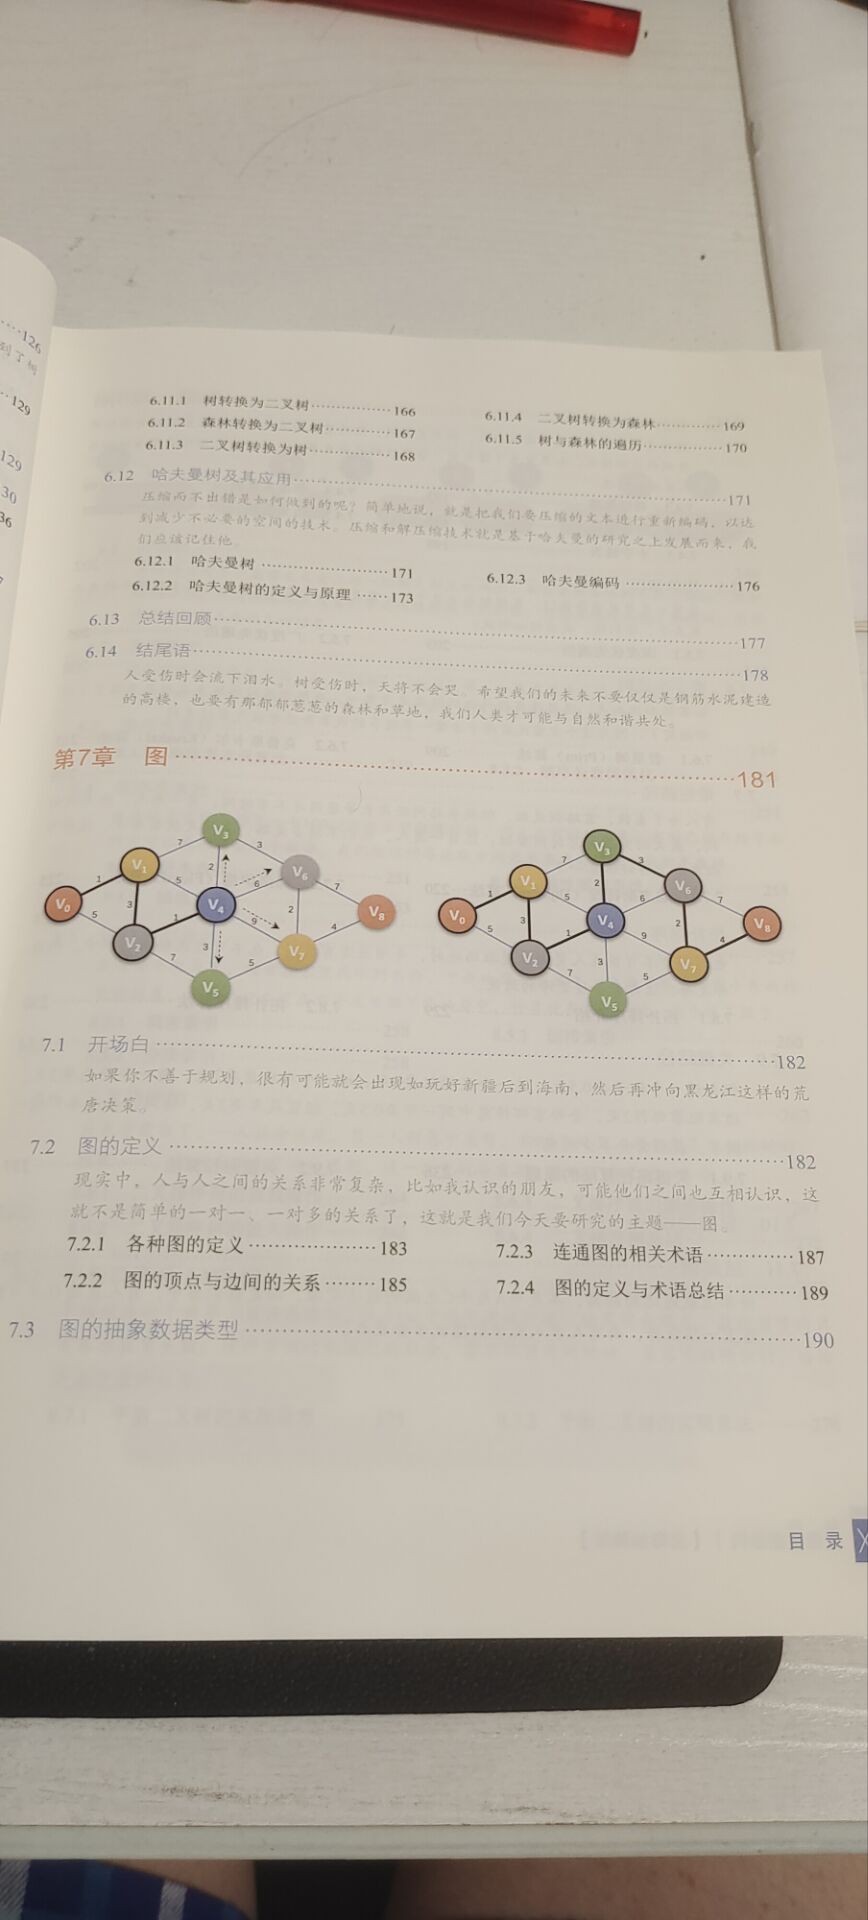 126
到了树
129
129
30
36
6.11.1 树转换为二叉树 166
6.11.2 森林转换为二叉树 167
6.11.3 二叉树转换为树 168
6.11.4 二叉树转换为森林 169
6.11.5 树与森林的遍历 170
6.12 哈夫曼树及其应用 171
压缩而不出错是如何做到的呢？简单地说，就是把我们要压缩的文本进行重新编码，以达
到减少不必要的空间的技术。压缩和解压缩技术就是基于哈夫曼的研究之上发展而来，我
们应该记住他。
6.12.1 哈夫曼树 171
6.12.2 哈夫曼树的定义与原理 173
6.12.3 哈夫曼编码 176
6.13 总结回顾 177
6.14 结尾语 178
人受伤时会流下泪水。树受伤时，天将不会哭。希望我们的未来不要仅仅是钢筋水泥建造
的高楼，也要有那郁郁葱葱的森林和草地，我们人类才可能与自然和谐共处。
第7章 图 181
V0 V1 V2 V3 V4 V5 V6 V7 V8
1 5 3 7 5 1 7 2 3 3 6 9 5 2 7 4
V0 V1 V2 V3 V4 V5 V6 V7 V8
1 5 3 7 5 1 7 2 3 3 6 9 5 2 7 4
7.1 开场白 182
如果你不善于规划，很有可能就会出现如玩好新疆后到海南，然后再冲向黑龙江这样的荒
唐决策。
7.2 图的定义 182
现实中，人与人之间的关系非常复杂，比如我认识的朋友，可能他们之间也互相认识，这
就不是简单的一对一、一对多的关系了，这就是我们今天要研究的主题——图。
7.2.1 各种图的定义 183
7.2.2 图的顶点与边间的关系 185
7.2.3 连通图的相关术语 187
7.2.4 图的定义与术语总结 189
7.3 图的抽象数据类型 190
目 录